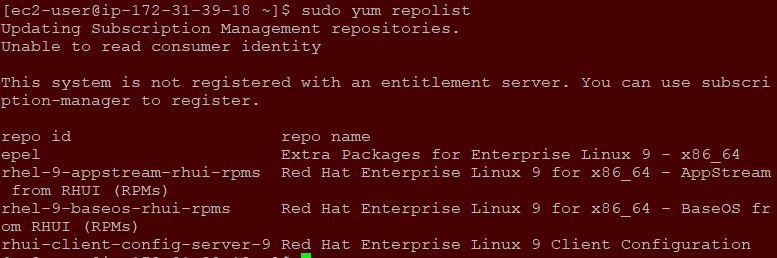 [ec2-user@ip-172-31-39-18 ~]$ sudo yum repolist
Updating Subscription Management repositories.
Unable to read consumer identity

This system is not registered with an entitlement server. You can use subscri
ption-manager to register.

repo id                    repo name
epel                       Extra Packages for Enterprise Linux 9 - x86_64
rhel-9-appstream-rhui-rpms Red Hat Enterprise Linux 9 for x86_64 - AppStream
 from RHUI (RPMs)
rhel-9-baseos-rhui-rpms    Red Hat Enterprise Linux 9 for x86_64 - BaseOS fr
om RHUI (RPMs)
rhui-client-config-server-9 Red Hat Enterprise Linux 9 Client Configuration